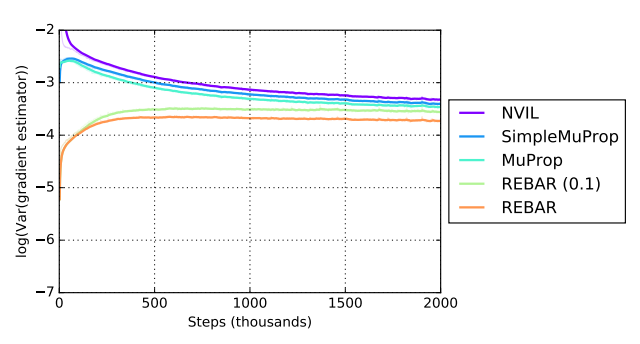 −2
−3
−4
−5
−6
−7
0
500
1000
1500
2000
log(Var(gradient estimator))
Steps (thousands)
NVIL
SimpleMuProp
MuProp
REBAR (0.1)
REBAR